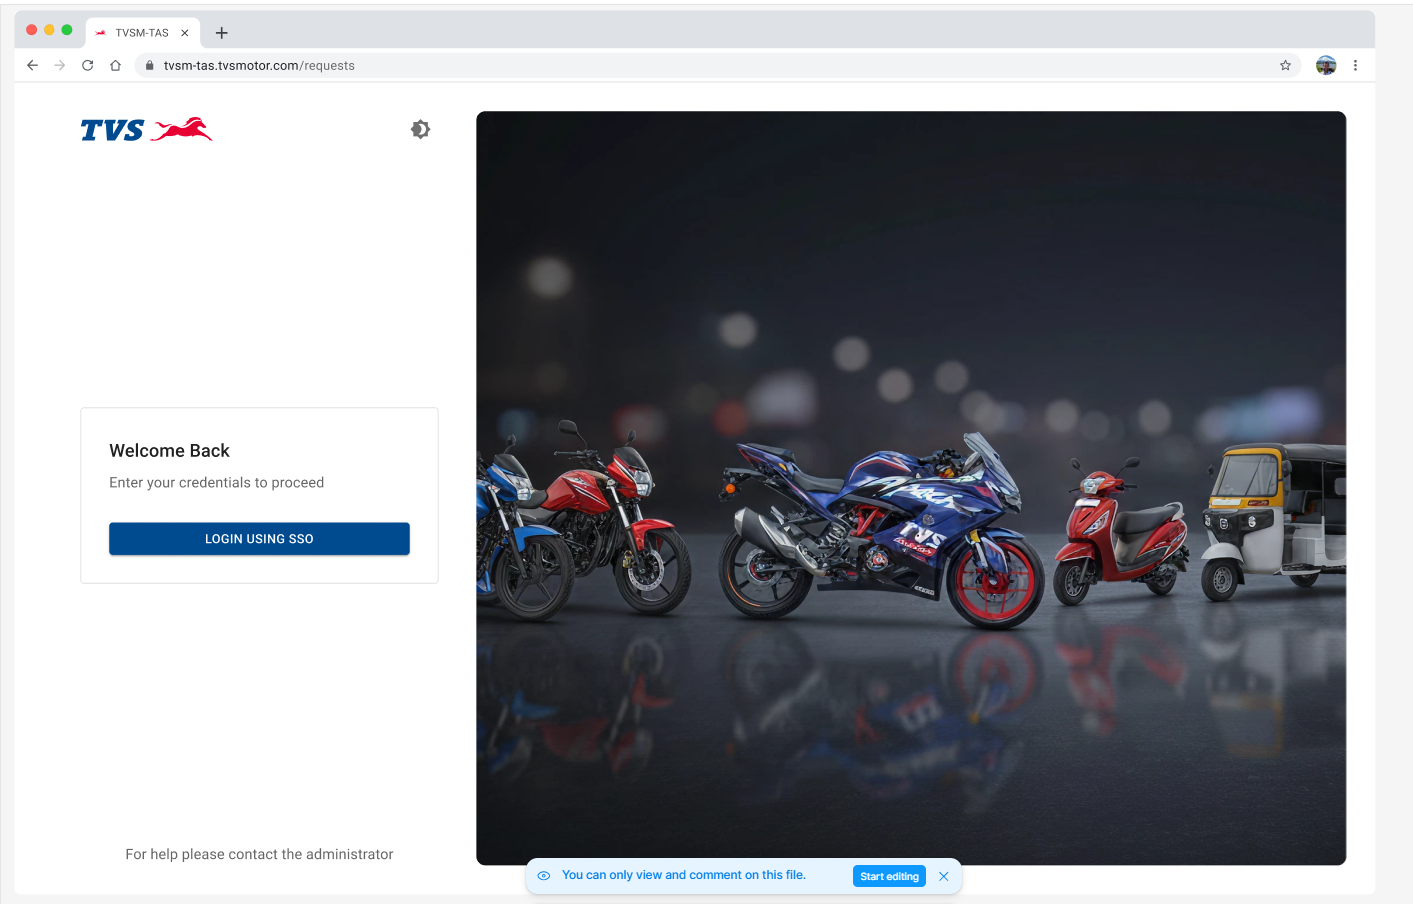 TVSM-TAS
tvsm-tas.tvsmotor.com/requests
TVS
Welcome Back
Enter your credentials to proceed
LOGIN USING SSO
For help please contact the administrator
TVS
You can only view and comment on this file.
Start editing